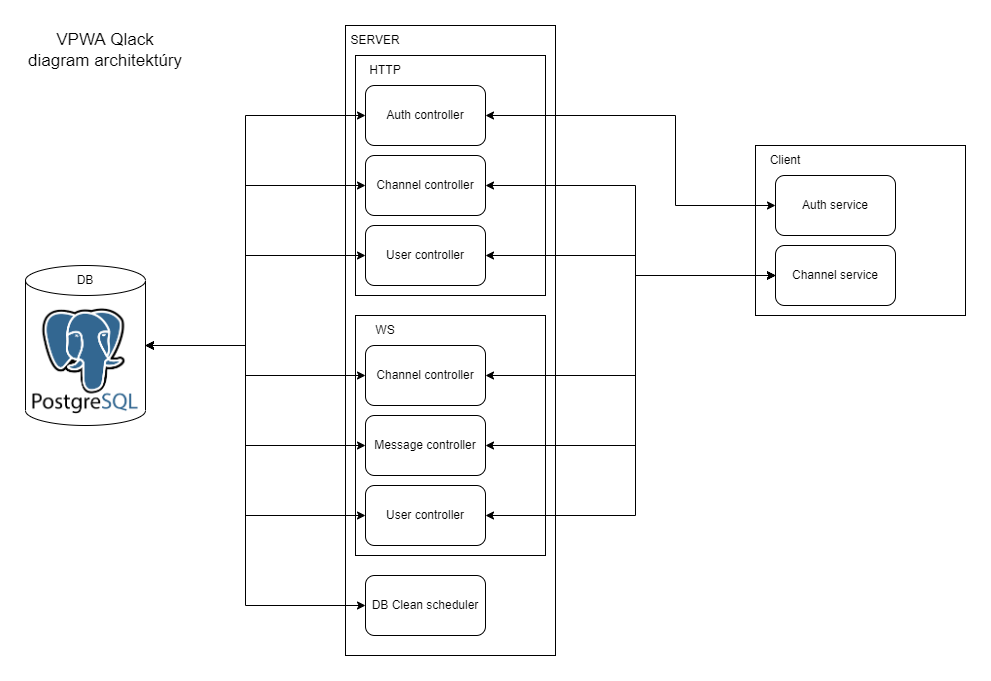 VPWA Qlack
diagram architektúry
SERVER
HTTP
Auth controller
Channel controller
User controller
WS
Channel controller
Message controller
User controller
DB Clean scheduler
Client
Auth service
Channel service
DB
PostgreSQL